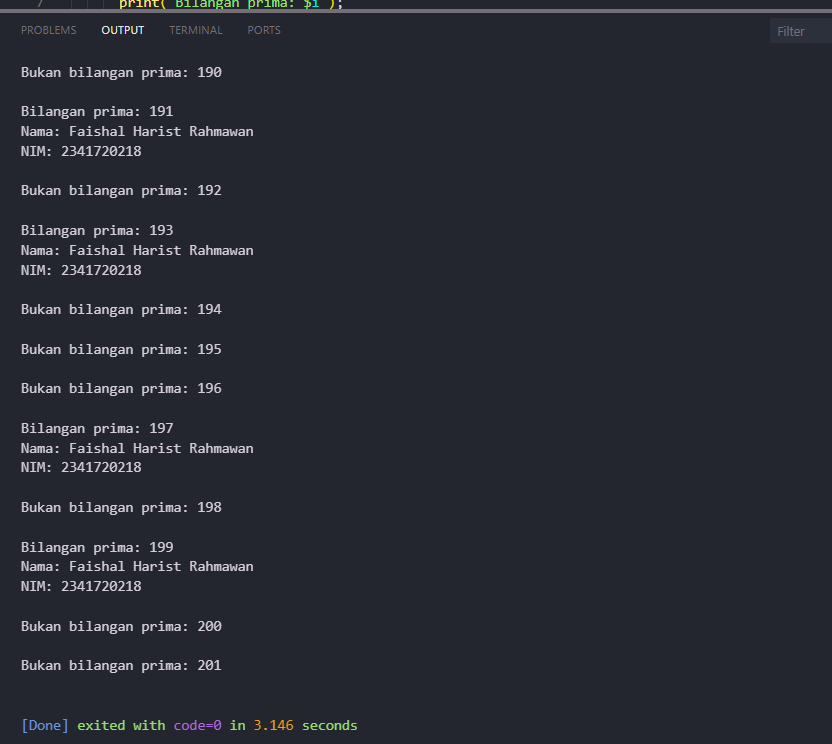 7 print("Bilangan prima: $i");
PROBLEMS OUTPUT TERMINAL PORTS Filter
Bukan bilangan prima: 190
Bilangan prima: 191
Nama: Faishal Harist Rahmawan
NIM: 2341720218
Bukan bilangan prima: 192
Bilangan prima: 193
Nama: Faishal Harist Rahmawan
NIM: 2341720218
Bukan bilangan prima: 194
Bukan bilangan prima: 195
Bukan bilangan prima: 196
Bilangan prima: 197
Nama: Faishal Harist Rahmawan
NIM: 2341720218
Bukan bilangan prima: 198
Bilangan prima: 199
Nama: Faishal Harist Rahmawan
NIM: 2341720218
Bukan bilangan prima: 200
Bukan bilangan prima: 201
[Done] exited with code=0 in 3.146 seconds